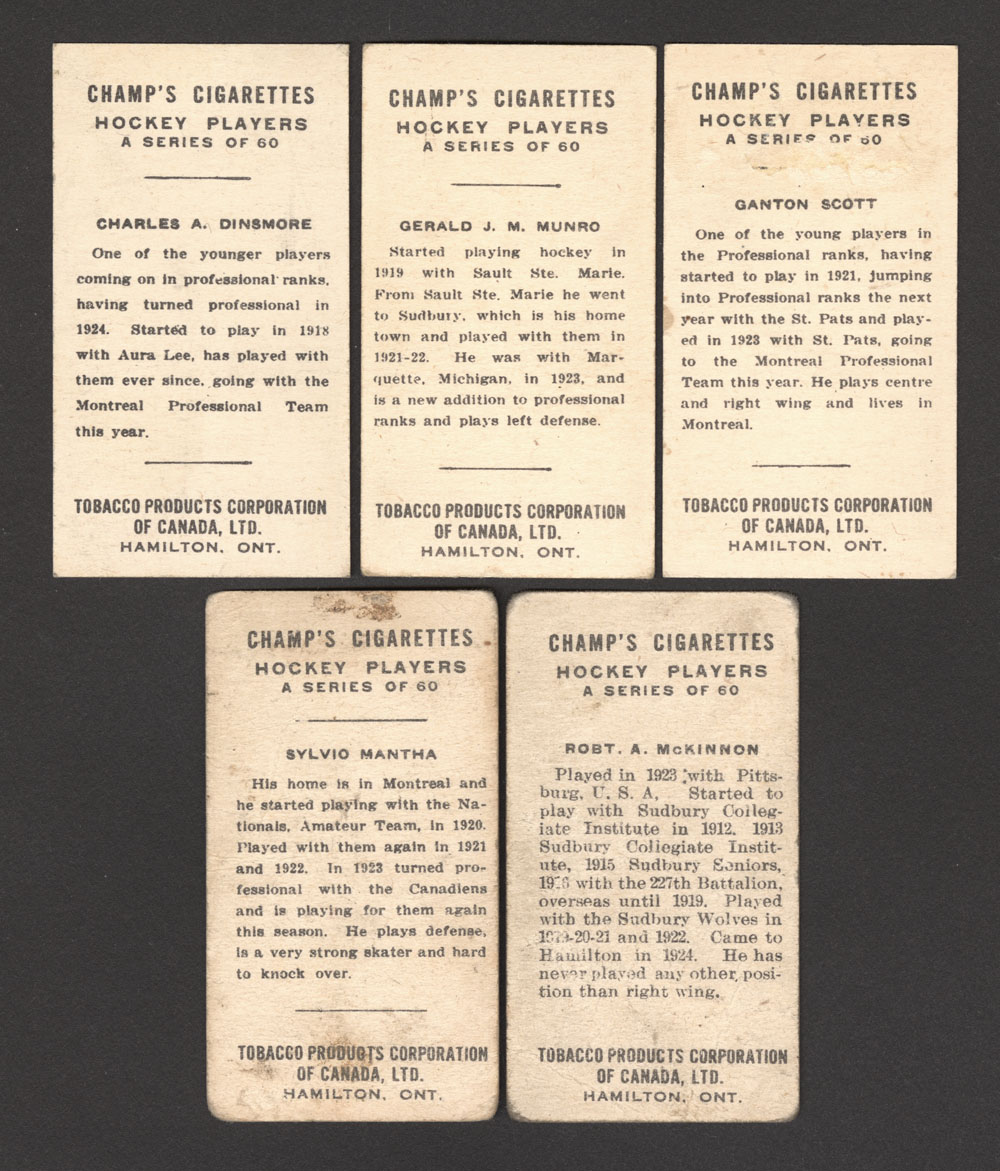 CHAMP'S CIGARETTES
HOCKEY PLAYERS
A SERIES OF 60
CHARLES A. DINSMORE
One of the younger players
coming on in professional ranks,
having turned professional in
1924. Started to play in 1918
with Aura Lee, has played with
them ever since, going with the
Montreal Professional Team
this year.
TOBACCO PRODUCTS CORPORATION
OF CANADA, LTD.
HAMILTON, ONT.
CHAMP'S CIGARETTES
HOCKEY PLAYERS
A SERIES OF 60
GERALD J. M. MUNRO
Started playing hockey in
1919 with Sault Ste. Marie.
From Sault Ste. Marie he went
to Sudbury, which is his home
town and played with them in
1921-22. He was with Mar-
quette, Michigan, in 1923, and
is a new addition to professional
ranks and plays left defense.
TOBACCO PRODUCTS CORPORATION
OF CANADA, LTD.
HAMILTON, ONT.
CHAMP'S CIGARETTES
HOCKEY PLAYERS
A SERIES OF 60
GANTON SCOTT
One of the young players in
the Professional ranks, having
started to play in 1921, jumping
into Professional ranks the next
year with the St. Pats and play-
ed in 1923 with St. Pats, going
to the Montreal Professional
Team this year. He plays centre
and right wing and lives in
Montreal.
TOBACCO PRODUCTS CORPORATION
OF CANADA, LTD.
HAMILTON, ONT.
CHAMP'S CIGARETTES
HOCKEY PLAYERS
A SERIES OF 60
SYLVIO MANTHA
His home is in Montreal and
he started playing with the Na-
tionals, Amateur Team, in 1920.
Played with them again in 1921
and 1922. In 1923 turned pro-
fessional with the Canadiens
and is playing for them again
this season. He plays defense,
is a very strong skater and hard
to knock over.
TOBACCO PRODUCTS CORPORATION
OF CANADA, LTD.
HAMILTON, ONT.
CHAMP'S CIGARETTES
HOCKEY PLAYERS
A SERIES OF 60
ROBT. A. McKINNON
Played in 1923 with Pitts-
burg, U. S. A. Started to
play with Sudbury Colleg-
iate Institute in 1912. 1913
Sudbury Collegiate Instit-
ute, 1915 Sudbury Seniors,
with the 227th Battalion,
overseas until 1919. Played
with the Sudbury Wolves in
and 1922. Came to
Hamilton in 1924. He has
never played any other posi-
tion than right wing.
TOBACCO PRODUCTS CORPORATION
OF CANADA, LTD.
HAMILTON, ONT.